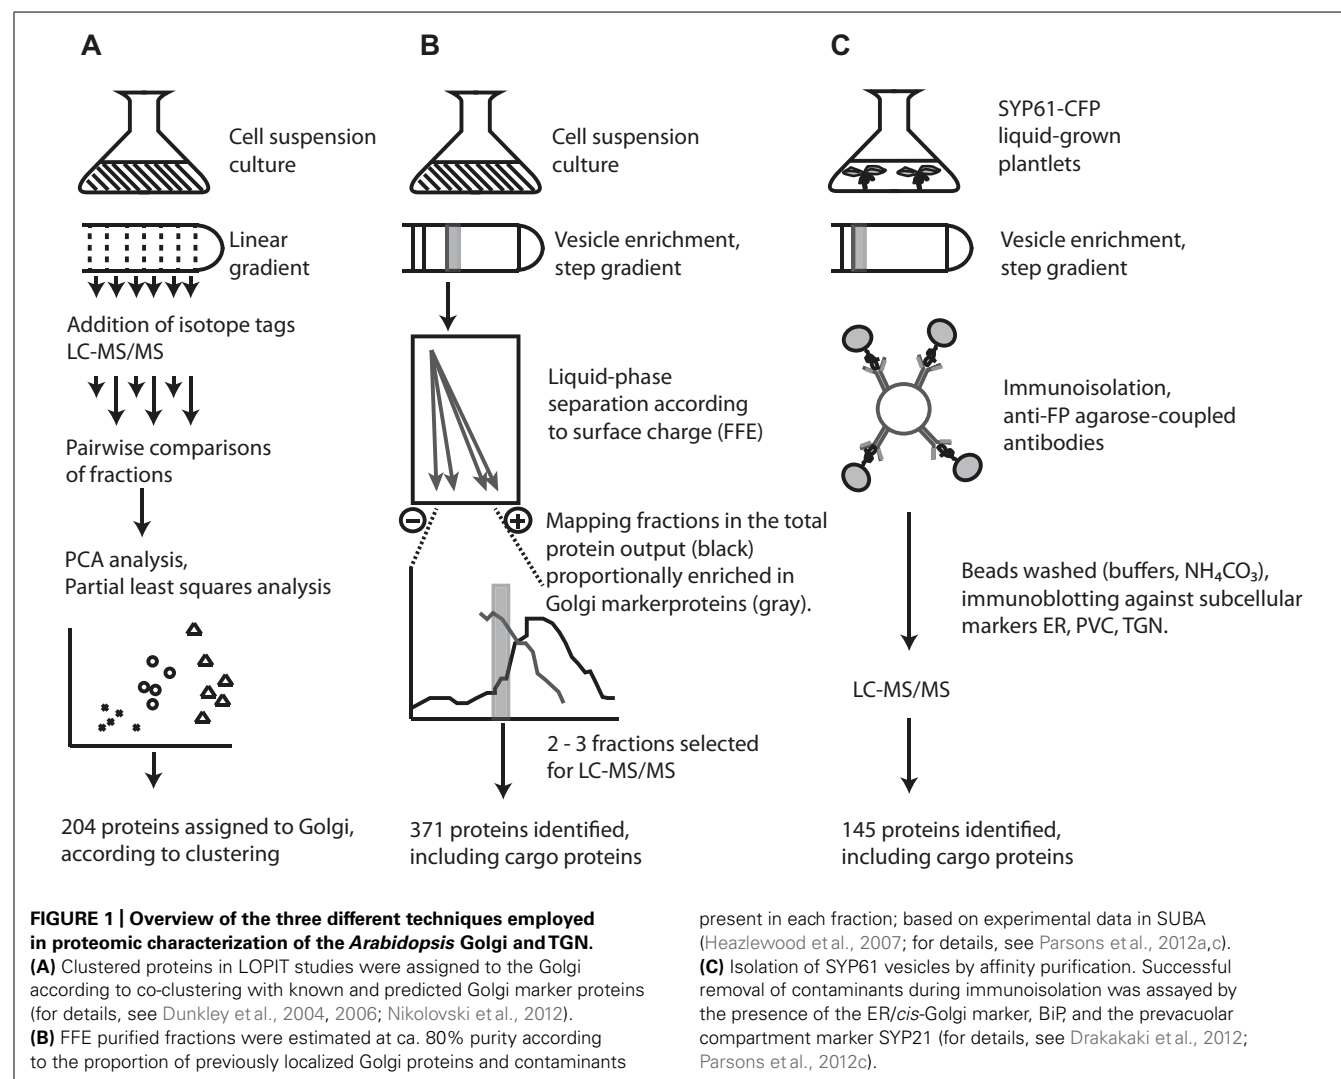 A
Cell suspension
culture
Linear
gradient
Addition of isotope tags
LC-MS/MS
Pairwise comparisons
of fractions
PCA analysis,
Partial least squares analysis
204 proteins assigned to Golgi,
according to clustering
B
Cell suspension
culture
Vesicle enrichment,
step gradient
Liquid-phase
separation according
to surface charge (FFE)
Mapping fractions in the total
protein output (black)
proportionally enriched in
Golgi markerproteins (gray).
2 - 3 fractions selected
for LC-MS/MS
371 proteins identified,
including cargo proteins
C
SYP61-CFP
liquid-grown
plantlets
Vesicle enrichment,
step gradient
Immunoisolation,
anti-FP agarose-coupled
antibodies
Beads washed (buffers, NH₄CO₃),
immunoblotting against subcellular
markers ER, PVC, TGN.
LC-MS/MS
145 proteins identified,
including cargo proteins
FIGURE 1 | Overview of the three different techniques employed
in proteomic characterization of the Arabidopsis Golgi and TGN.
(A) Clustered proteins in LOPIT studies were assigned to the Golgi
according to co-clustering with known and predicted Golgi marker proteins
(for details, see Dunkley et al., 2004, 2006; Nikolovski et al., 2012).
(B) FFE purified fractions were estimated at ca. 80% purity according
to the proportion of previously localized Golgi proteins and contaminants
present in each fraction; based on experimental data in SUBA
(Heazlewood et al., 2007; for details, see Parsons et al., 2012a,c).
(C) Isolation of SYP61 vesicles by affinity purification. Successful
removal of contaminants during immunoisolation was assayed by
the presence of the ER/cis-Golgi marker, BiP, and the prevacuolar
compartment marker SYP21 (for details, see Drakakaki et al., 2012;
Parsons et al., 2012c).